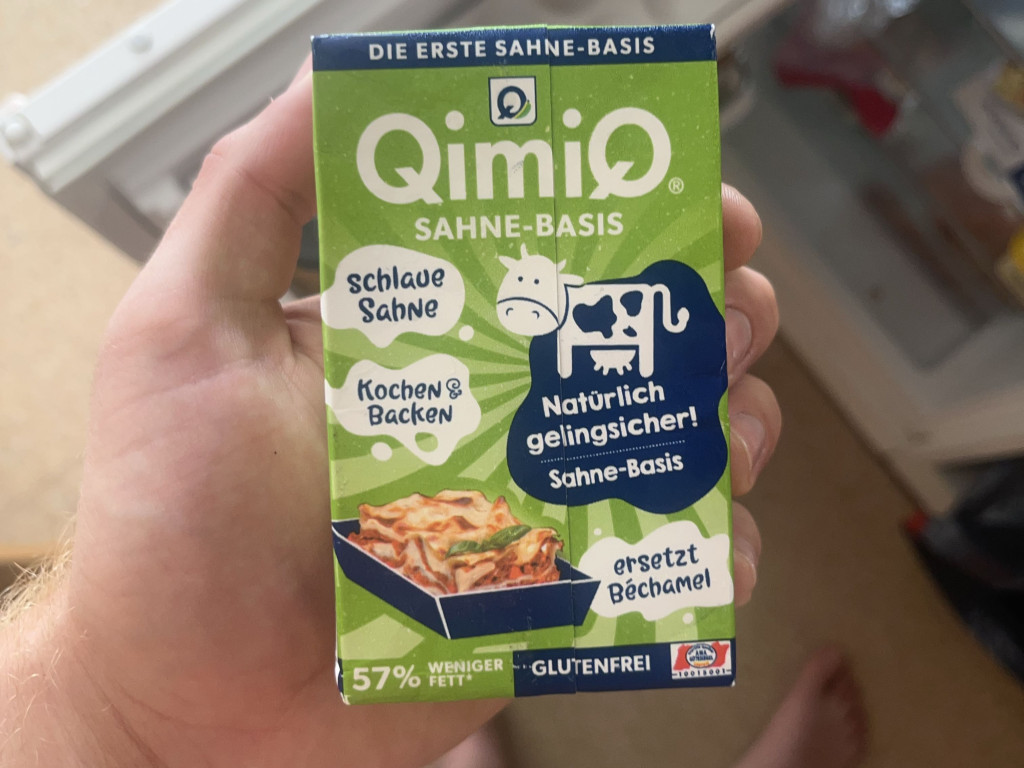 DIE ERSTE SAHNE-BASIS
QimiQ®
SAHNE-BASIS
schlaue
Sahne
Kochen &
Backen
Natürlich
gelingsicher!
Sahne-Basis
ersetzt
Béchamel
57% WENIGER
FETT*
GLUTENFREI